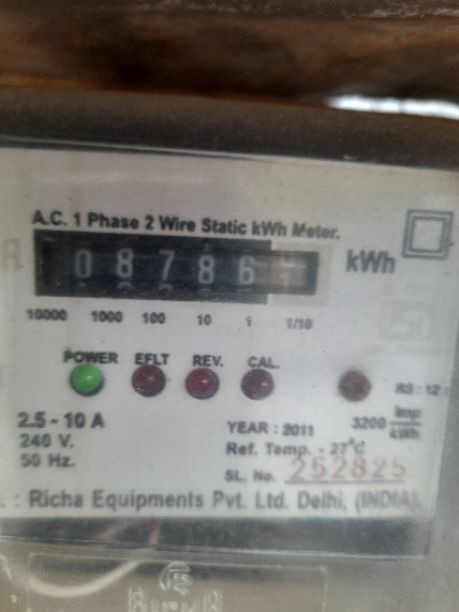 A.C. 1 Phase 2 Wire Static kWh Meter.
0 8 7 8 6 kWh
10000 1000 100 10 1 1/10
POWER EFLT REV. CAL.
RS : 12
2.5 - 10 A YEAR : 2011 3200 Imp/kWh
240 V. Ref. Temp. - 27°c
50 Hz. SL. No. 252825
: Richa Equipments Pvt. Ltd. Delhi, (INDIA).